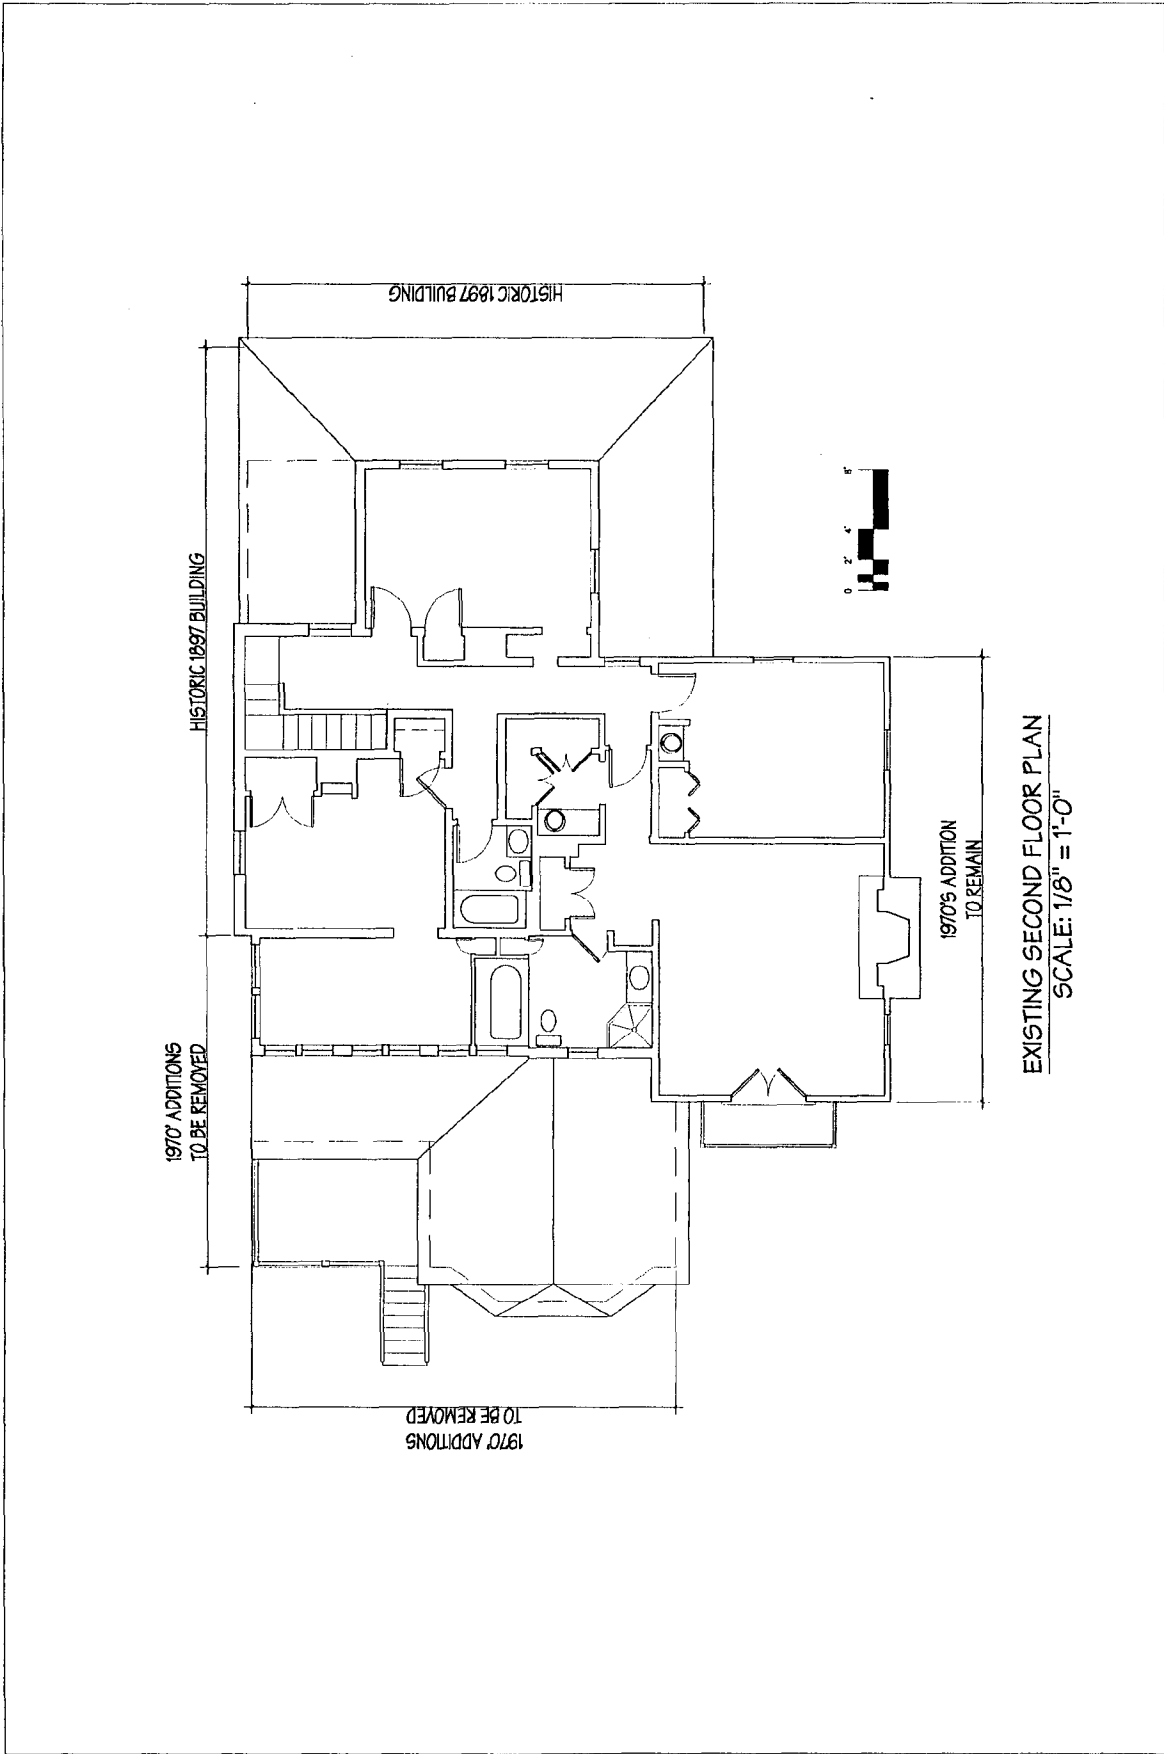 HISTORIC 1897 BUILDING
HISTORIC 1897 BUILDING
1970' ADDITIONS
TO BE REMOVED
1970' ADDITIONS
TO BE REMOVED
1970'S ADDITION
TO REMAIN
0 2' 4' 8'
EXISTING SECOND FLOOR PLAN
SCALE: 1/8" = 1'-0"